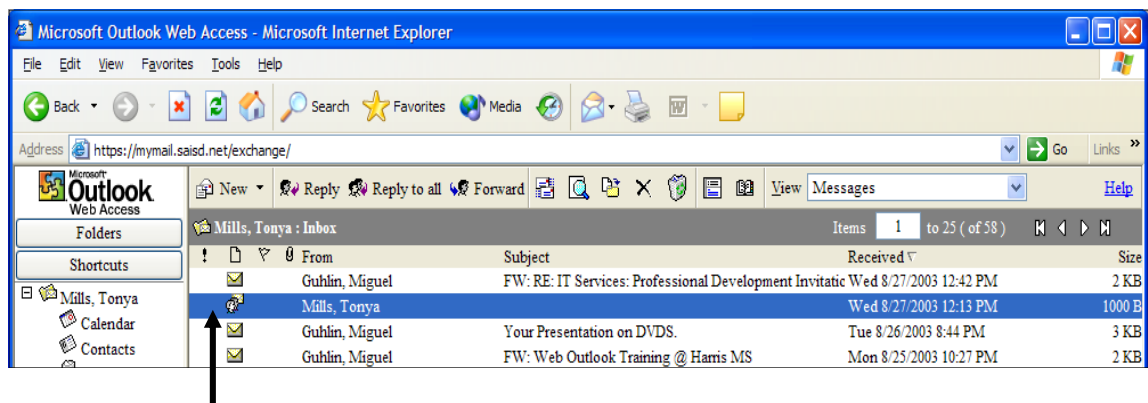 Microsoft Outlook Web Access - Microsoft Internet Explorer
File Edit View Favorites Tools Help
Back Search Favorites Media
Address https://mymail.saisd.net/exchange/ Go Links »
Microsoft
Outlook
Web Access
New Reply Reply to all Forward View Messages Help
Folders
Mills, Tonya : Inbox Items 1 to 25 ( of 58 )
Shortcuts
! From Subject Received Size
Guhlin, Miguel FW: RE: IT Services: Professional Development Invitatic Wed 8/27/2003 12:42 PM 2 KB
Mills, Tonya
Mills, Tonya Wed 8/27/2003 12:13 PM 1000 B
Calendar
Guhlin, Miguel Your Presentation on DVDS. Tue 8/26/2003 8:44 PM 3 KB
Contacts
Guhlin, Miguel FW: Web Outlook Training @ Harris MS Mon 8/25/2003 10:27 PM 2 KB